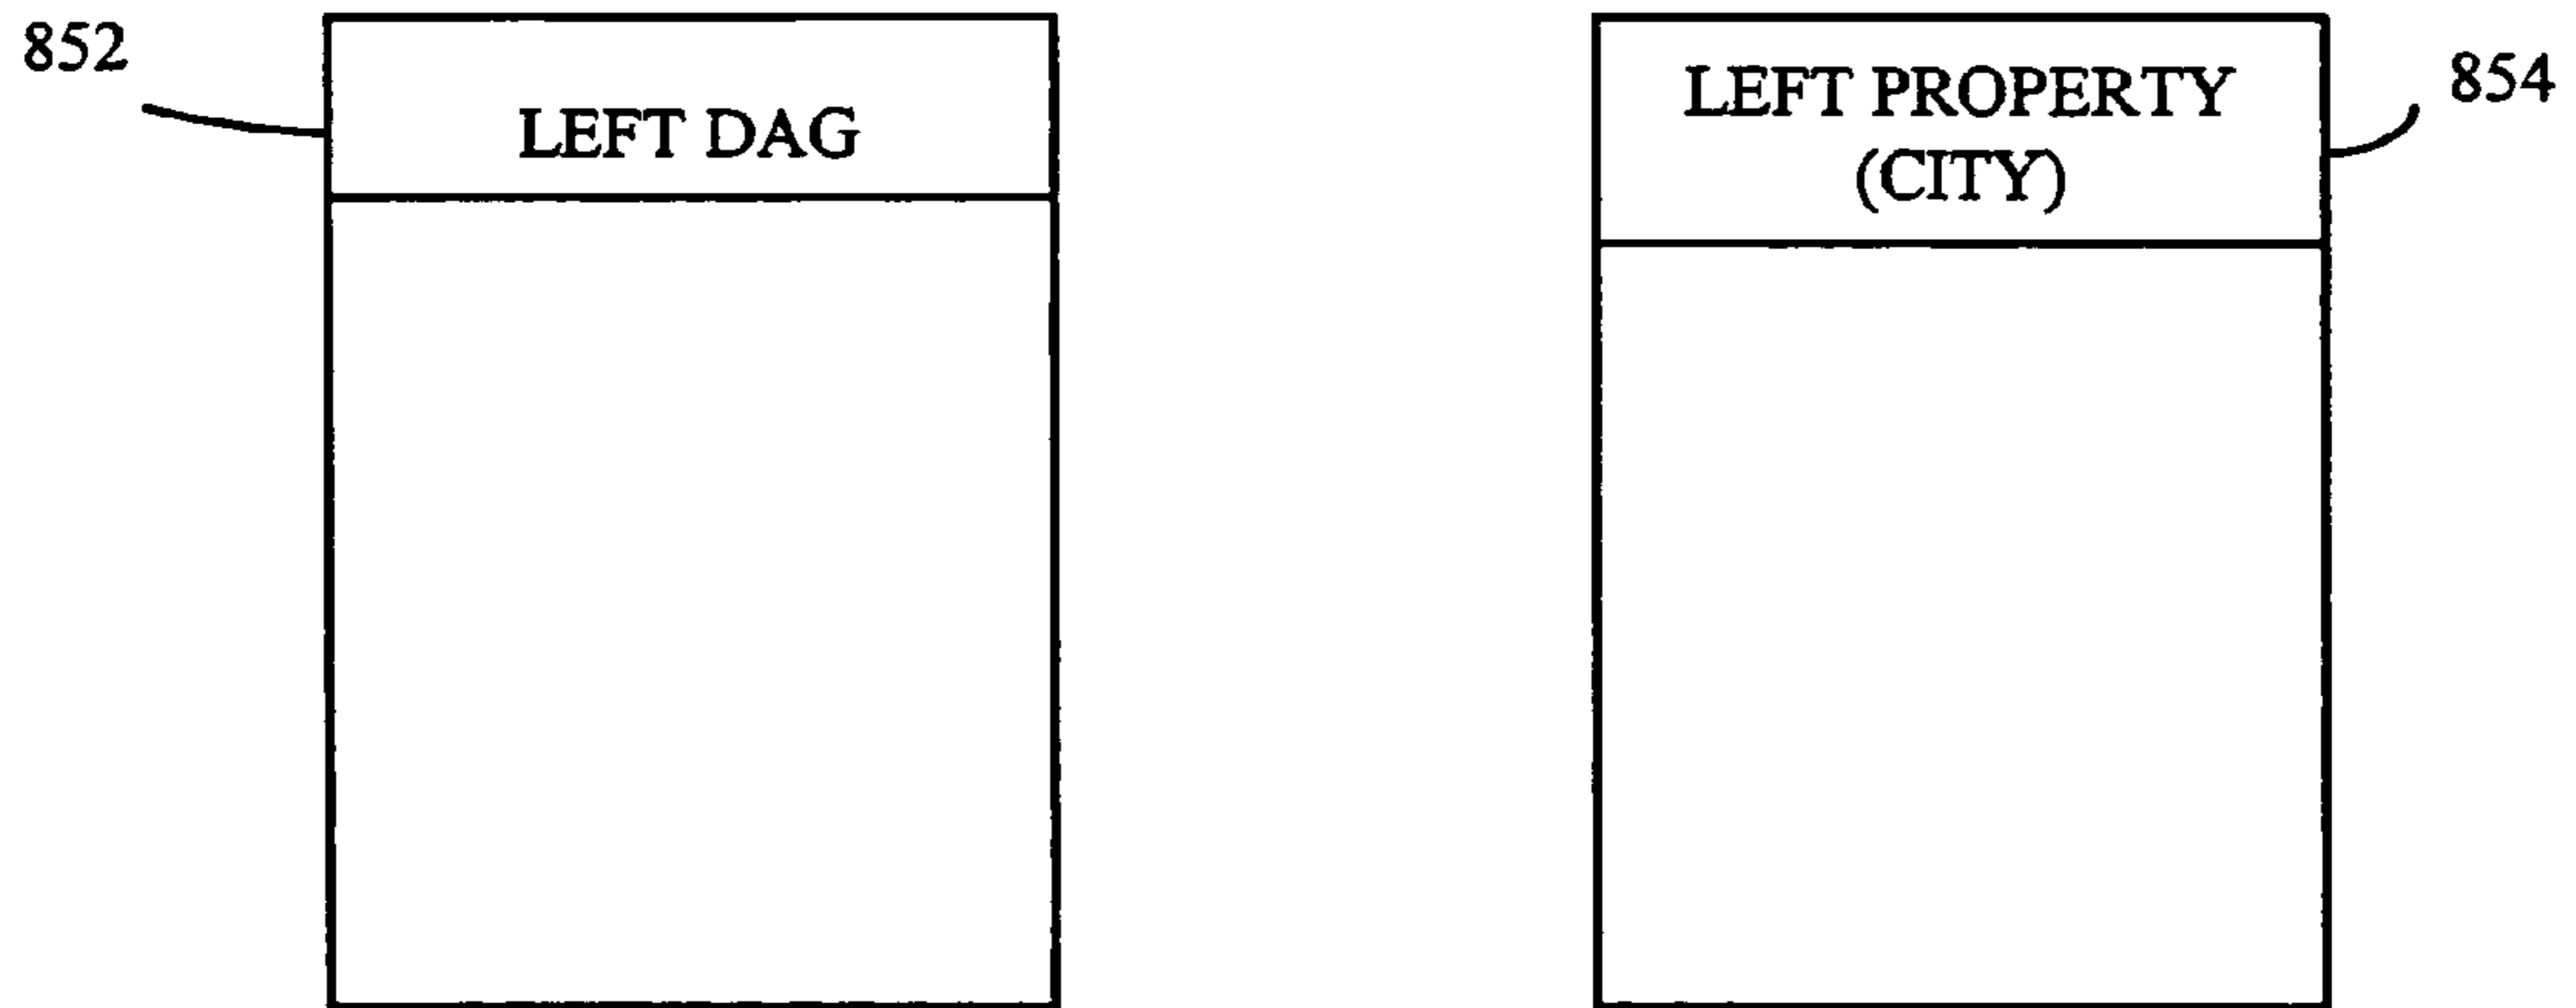 852
LEFT DAG
LEFT PROPERTY
(CITY)
854